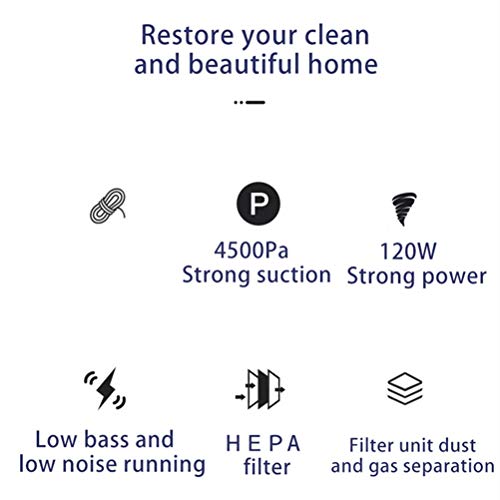 Restore your clean
and beautiful home
P
4500Pa
Strong suction
120W
Strong power
Low bass and
low noise running
HEPA
filter
Filter unit dust
and gas separation